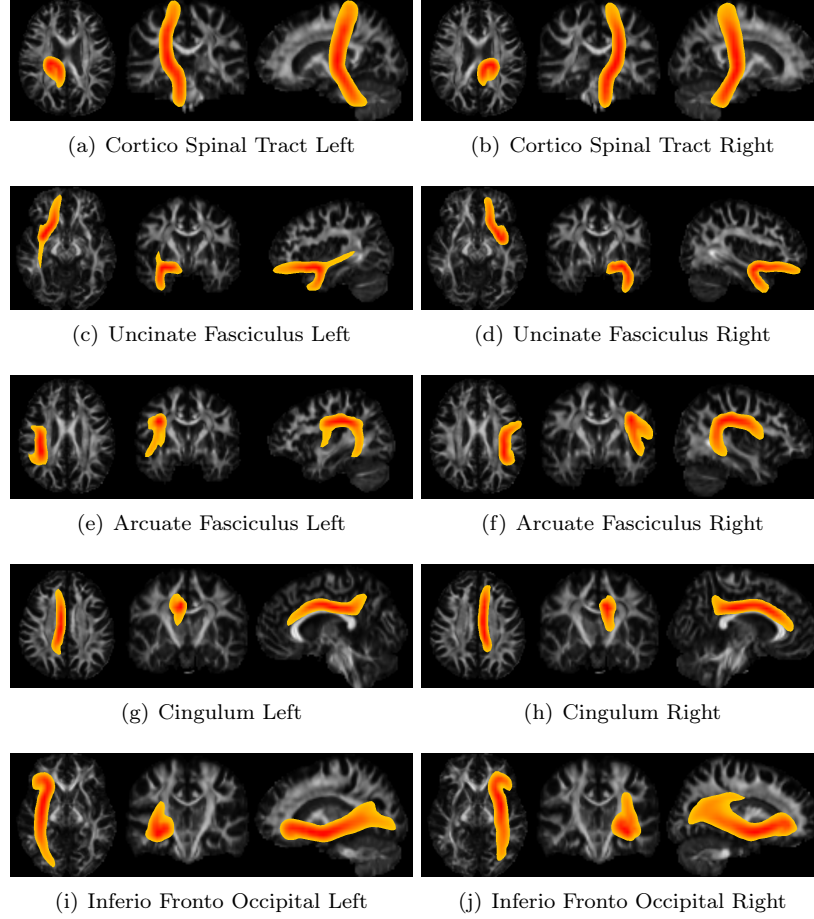 (a) Cortico Spinal Tract Left
(b) Cortico Spinal Tract Right
(c) Uncinate Fasciculus Left
(d) Uncinate Fasciculus Right
(e) Arcuate Fasciculus Left
(f) Arcuate Fasciculus Right
(g) Cingulum Left
(h) Cingulum Right
(i) Inferio Fronto Occipital Left
(j) Inferio Fronto Occipital Right